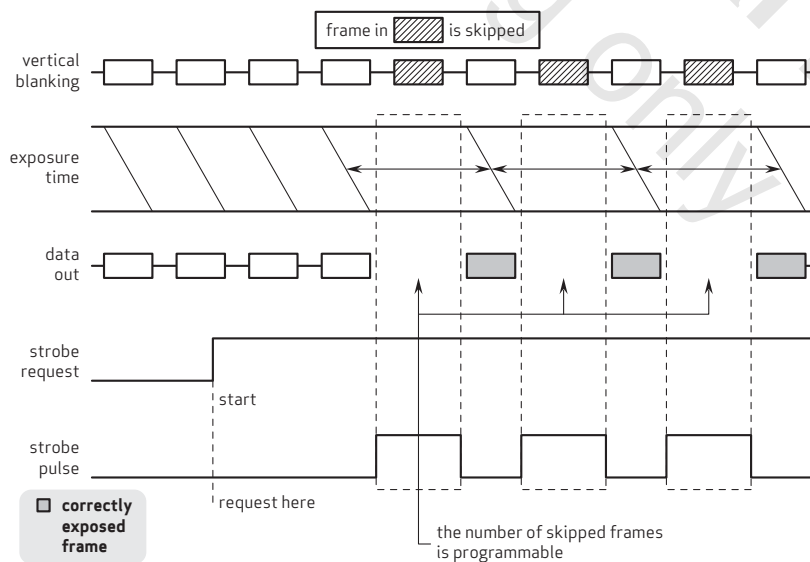 frame in is skipped
vertical
blanking
exposure
time
data
out
strobe
request
start
strobe
pulse
request here
correctly
exposed
frame
the number of skipped frames
is programmable
only